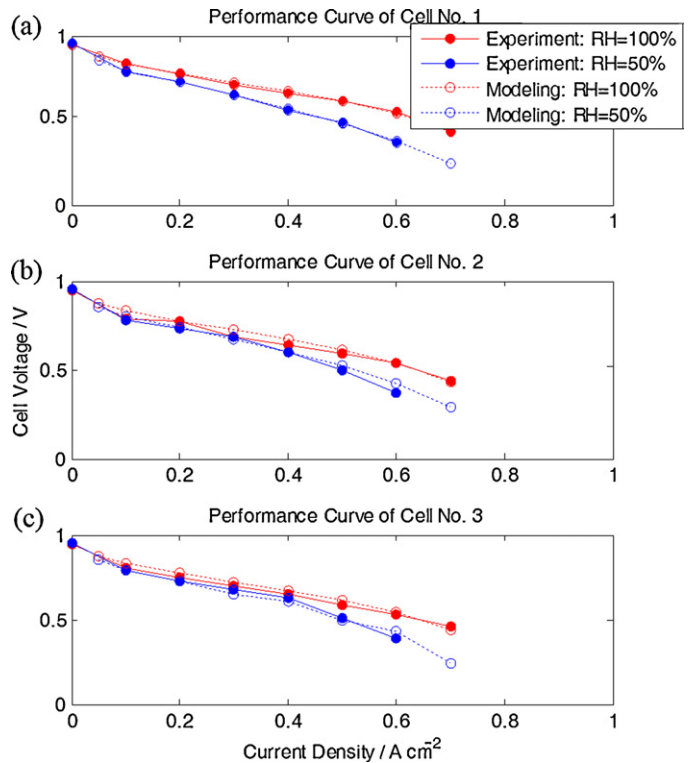 (a)
Performance Curve of Cell No. 1
Experiment: RH=100%
Experiment: RH=50%
Modeling: RH=100%
Modeling: RH=50%
1
0.5
0
0 0.2 0.4 0.6 0.8 1
(b)
Performance Curve of Cell No. 2
Cell Voltage / V
1
0.5
0
0 0.2 0.4 0.6 0.8 1
(c)
Performance Curve of Cell No. 3
1
0.5
0
0 0.2 0.4 0.6 0.8 1
Current Density / A cm⁻²